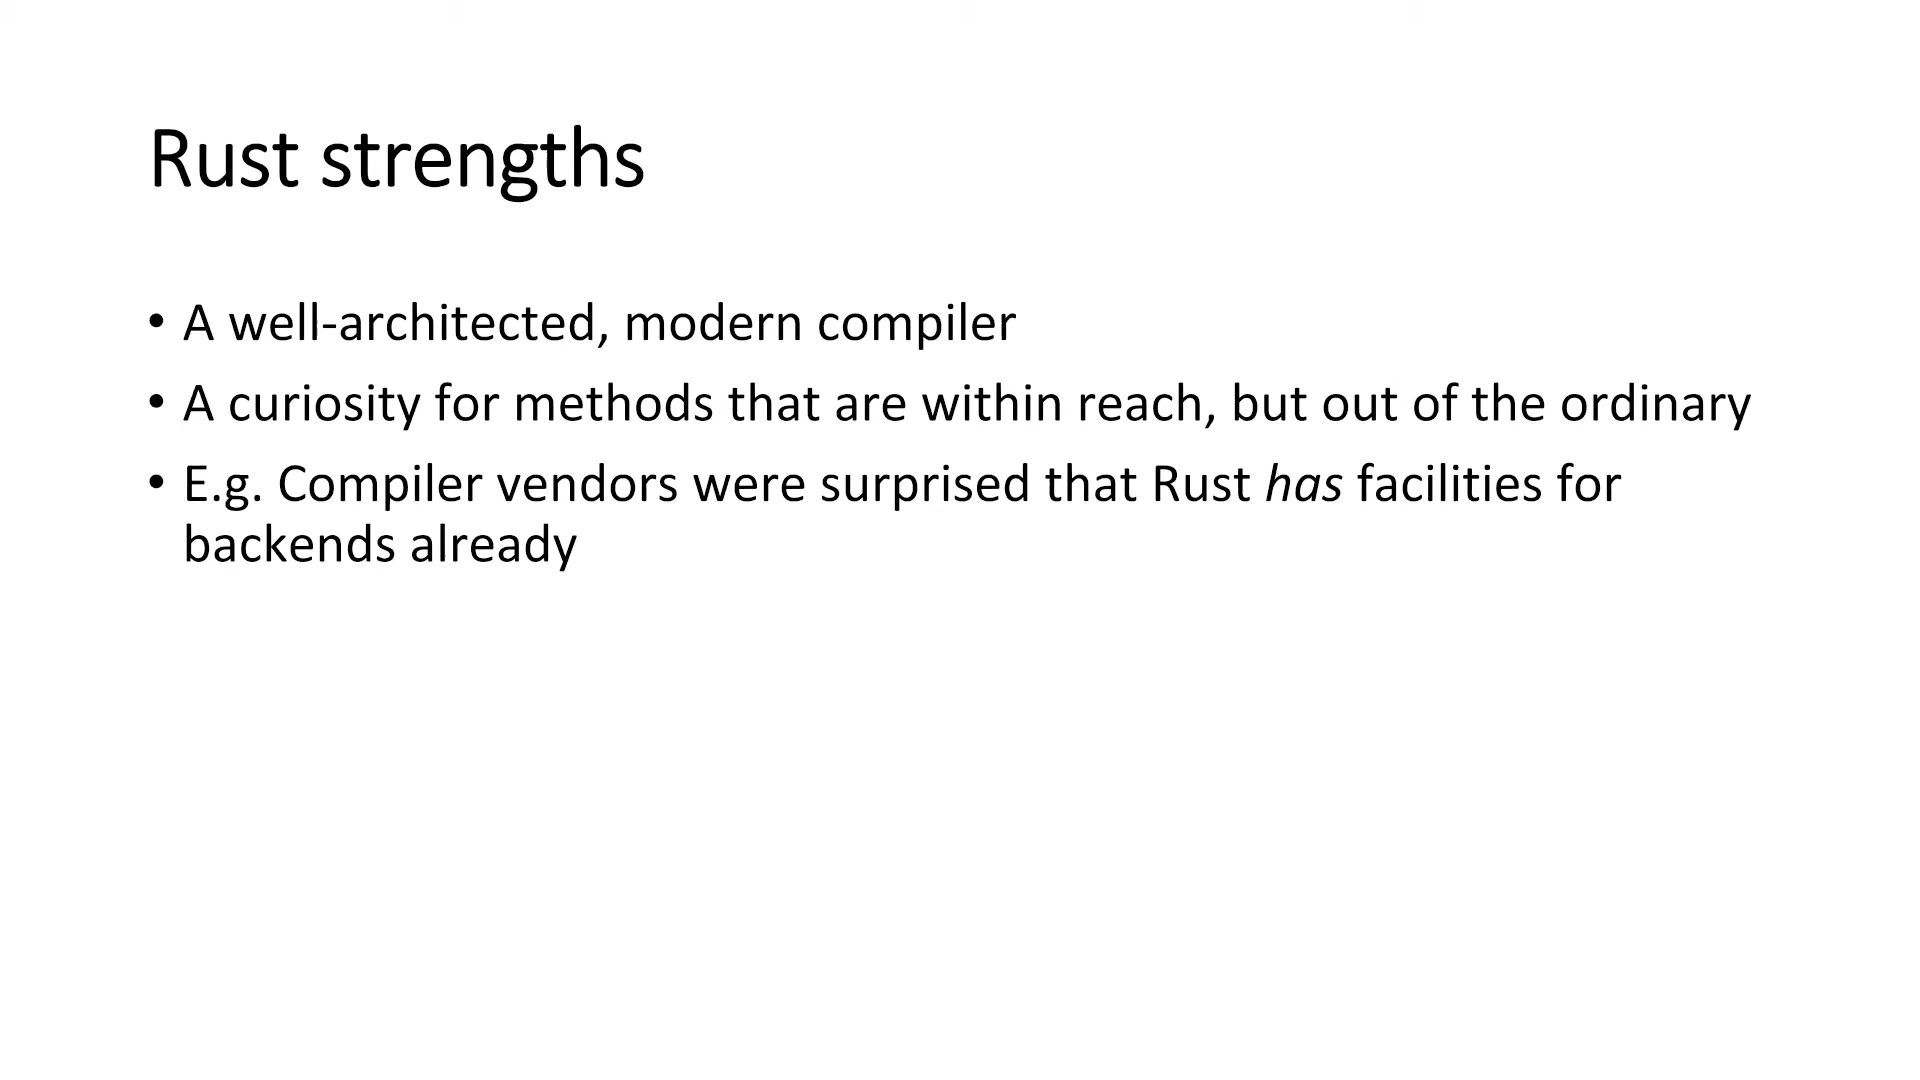 Rust strengths
• A well-architected, modern compiler
• A curiosity for methods that are within reach, but out of the ordinary
• E.g. Compiler vendors were surprised that Rust has facilities for
backends already